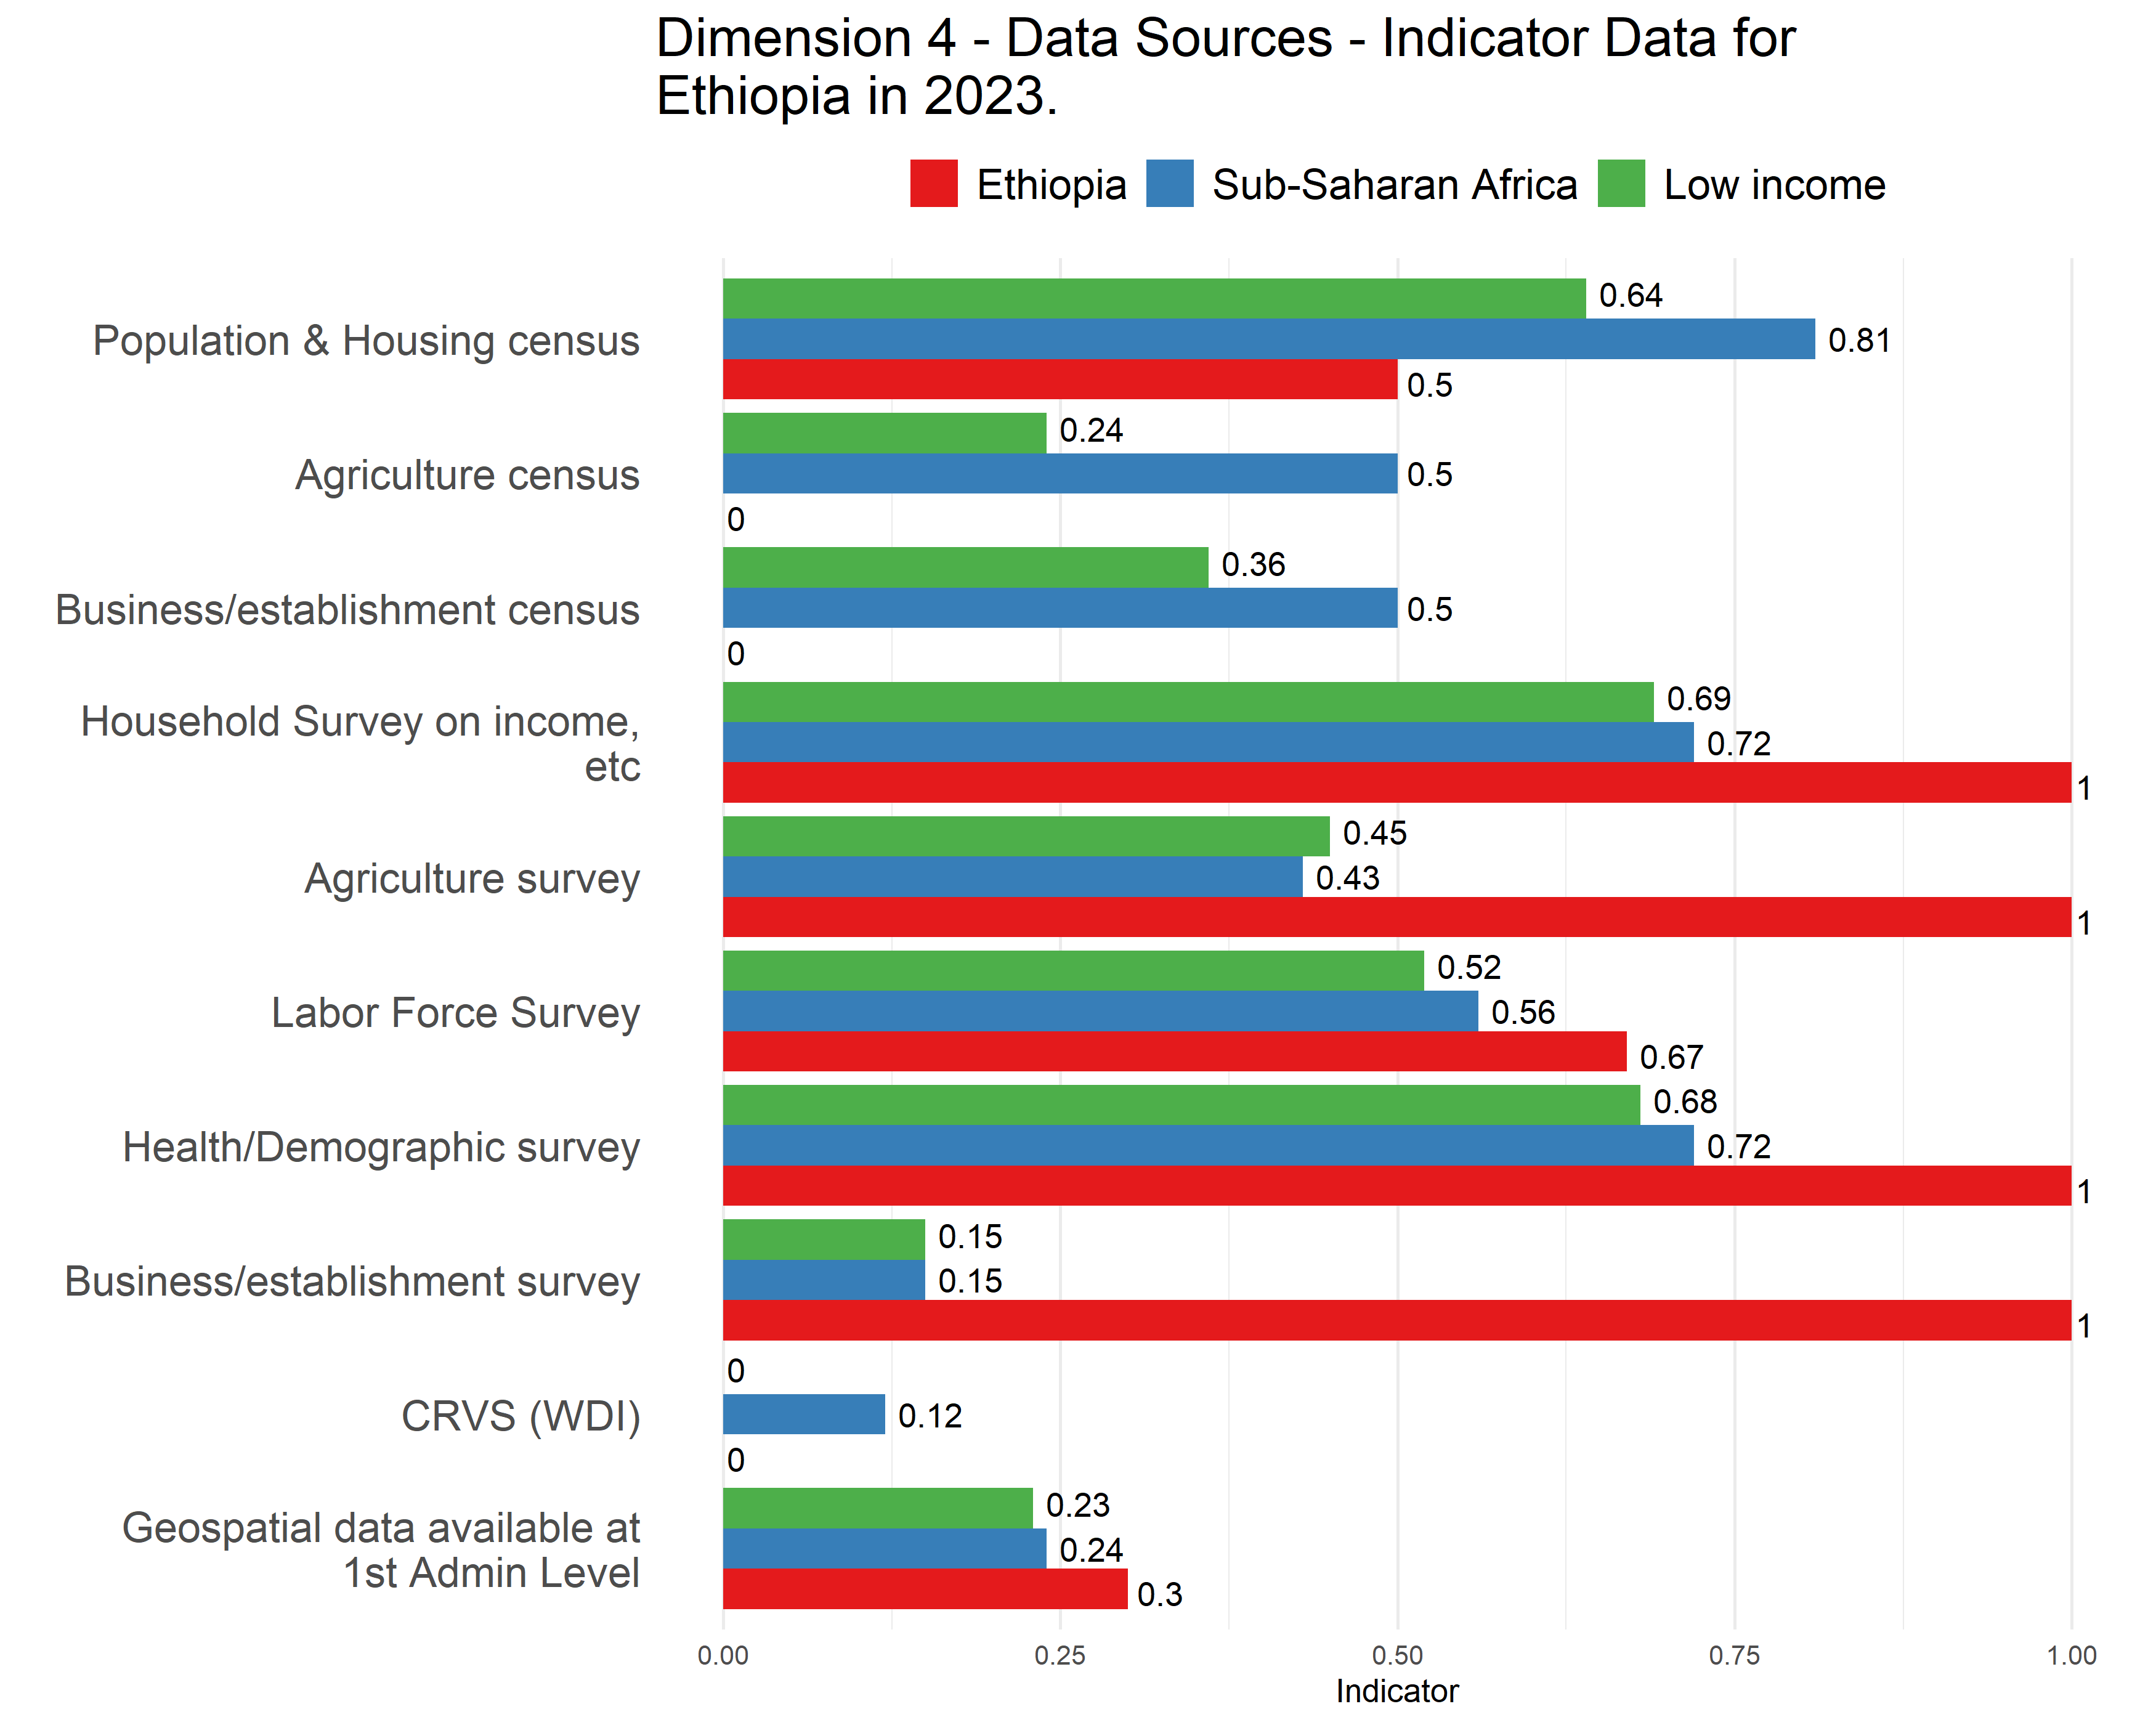 Dimension 4 - Data Sources - Indicator Data for
Ethiopia in 2023.
Ethiopia Sub-Saharan Africa Low income
Population & Housing census
0.64
0.81
0.5
Agriculture census
0.24
0.5
0
Business/establishment census
0.36
0.5
0
Household Survey on income,
etc
0.69
0.72
1
Agriculture survey
0.45
0.43
1
Labor Force Survey
0.52
0.56
0.67
Health/Demographic survey
0.68
0.72
1
Business/establishment survey
0.15
0.15
1
CRVS (WDI)
0
0.12
0
Geospatial data available at
1st Admin Level
0.23
0.24
0.3
0.00 0.25 0.50 0.75 1.00
Indicator